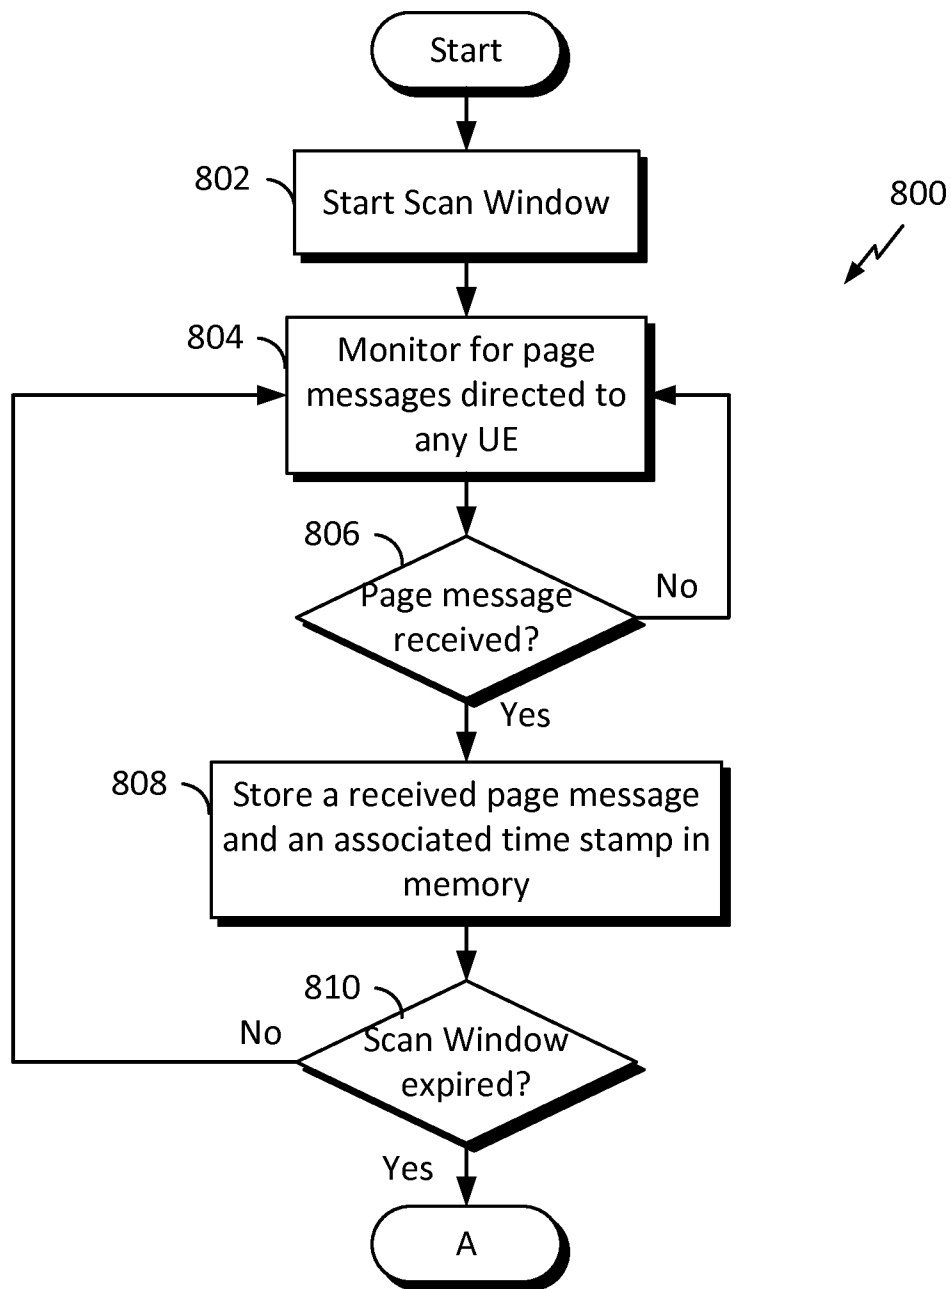 Start
802
Start Scan Window
800
804
Monitor for page
messages directed to
any UE
806
Page message
received?
No
Yes
808
Store a received page message
and an associated time stamp in
memory
810
No
Scan Window
expired?
Yes
A